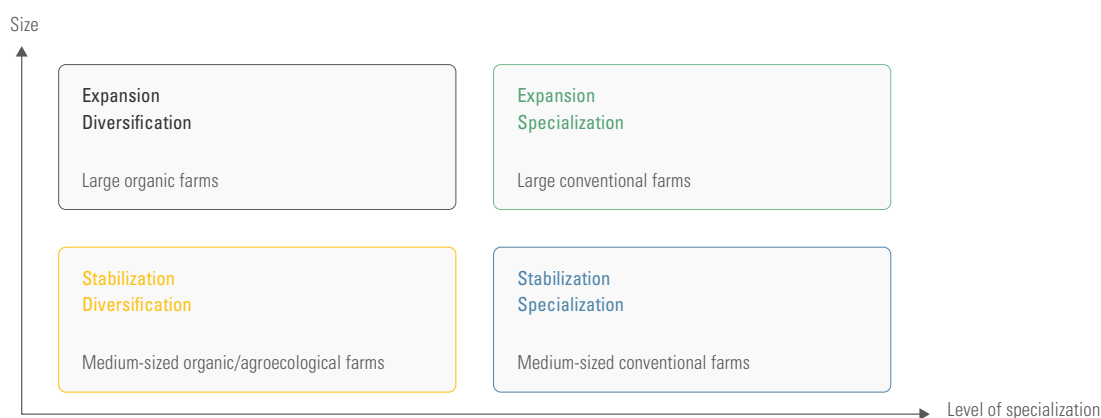 Size
Expansion
Diversification
Large organic farms
Expansion
Specialization
Large conventional farms
Stabilization
Diversification
Medium-sized organic/agroecological farms
Stabilization
Specialization
Medium-sized conventional farms
Level of specialization